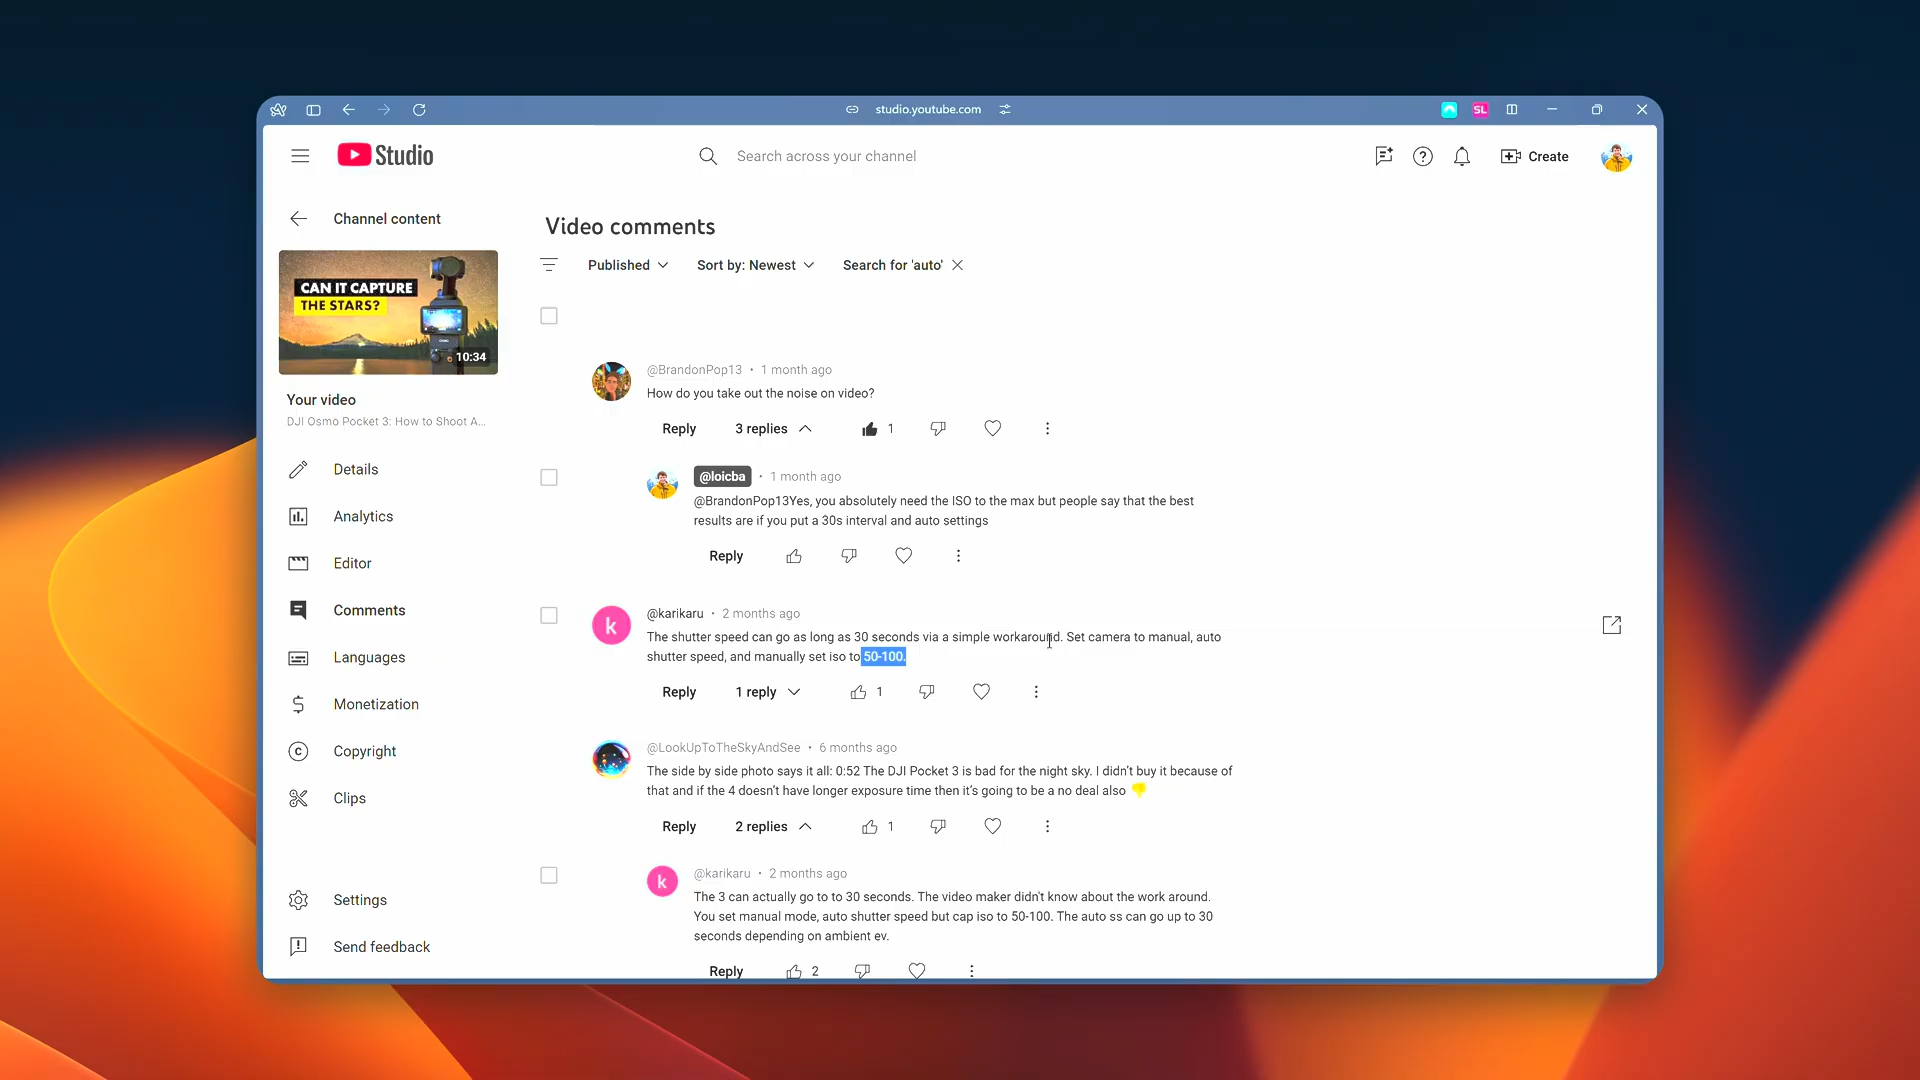 studio.youtube.com
SL
Studio
Search across your channel
Create
Channel content
CAN IT CAPTURE
THE STARS?
10:34
Your video
DJI Osmo Pocket 3: How to Shoot A...
Details
Analytics
Editor
Comments
Languages
Monetization
Copyright
Clips
Settings
Send feedback
Video comments
Published
Sort by: Newest
Search for 'auto'
@BrandonPop13 • 1 month ago
How do you take out the noise on video?
Reply
3 replies
1
@loicba • 1 month ago
@BrandonPop13Yes, you absolutely need the ISO to the max but people say that the best
results are if you put a 30s interval and auto settings
Reply
k
@karikaru • 2 months ago
The shutter speed can go as long as 30 seconds via a simple workaround. Set camera to manual, auto
shutter speed, and manually set iso to 50-100.
Reply
1 reply
1
@LookUpToTheSkyAndSee • 6 months ago
The side by side photo says it all: 0:52 The DJI Pocket 3 is bad for the night sky. I didn't buy it because of
that and if the 4 doesn't have longer exposure time then it's going to be a no deal also
Reply
2 replies
1
k
@karikaru • 2 months ago
The 3 can actually go to to 30 seconds. The video maker didn't know about the work around.
You set manual mode, auto shutter speed but cap iso to 50-100. The auto ss can go up to 30
seconds depending on ambient ev.
Reply
2